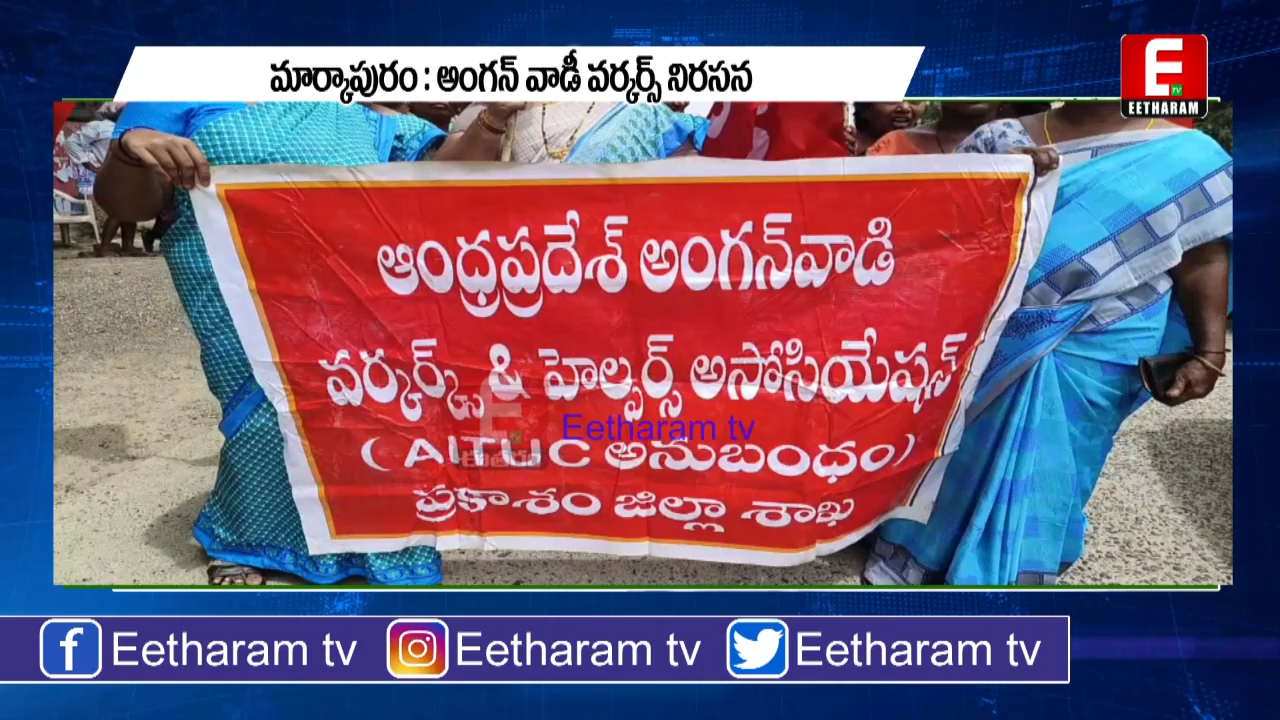 మార్కాపురం : అంగన్ వాడీ వర్కర్స్ నిరసన
E
TV
EETHARAM
ఆంధ్రప్రదేశ్ అంగన్‌వాడి
వర్కర్స్ & హెల్పర్స్ అసోసియేషన్
Eetharam tv
( AITUC అనుబంధం)
ప్రకాశం జిల్లా శాఖ
Eetharam tv Eetharam tv Eetharam tv